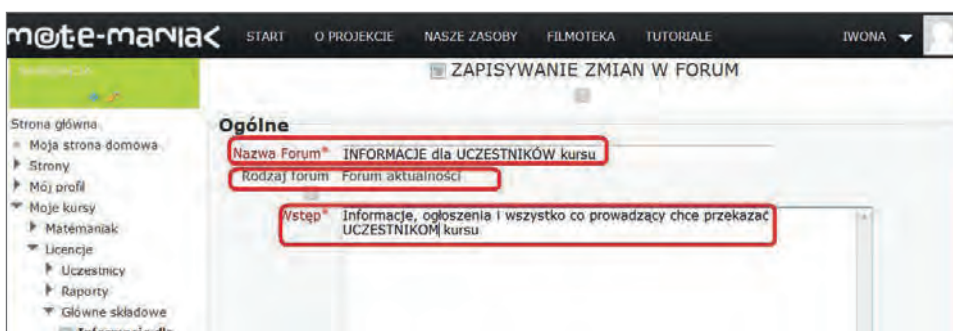 m@te-maniak START O PROJEKCIE NASZE ZASOBY FILMOTEKA TUTORIALE IWONA
ZAPISYWANIE ZMIAN W FORUM
Strona główna
Moja strona domowa
Strony
Mój profil
Moje kursy
Matemaniak
Licencje
Uczestnicy
Raporty
Główne składowe
Ogólne
Nazwa Forum* INFORMACJE dla UCZESTNIKÓW kursu
Rodzaj forum Forum aktualności
Wstęp* Informacje, ogłoszenia i wszystko co prowadzący chce przekazać
UCZESTNIKOM kursu